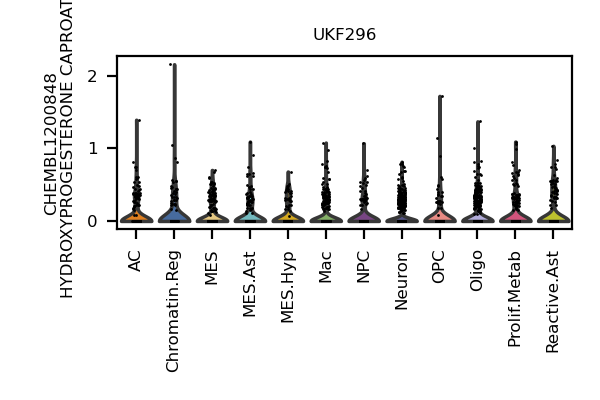 UKF296
CHEMBL1200848
HYDROXYPROGESTERONE CAPROAT
2
1
0
AC
Chromatin.Reg
MES
MES.Ast
MES.Hyp
Mac
NPC
Neuron
OPC
Oligo
Prolif.Metab
Reactive.Ast